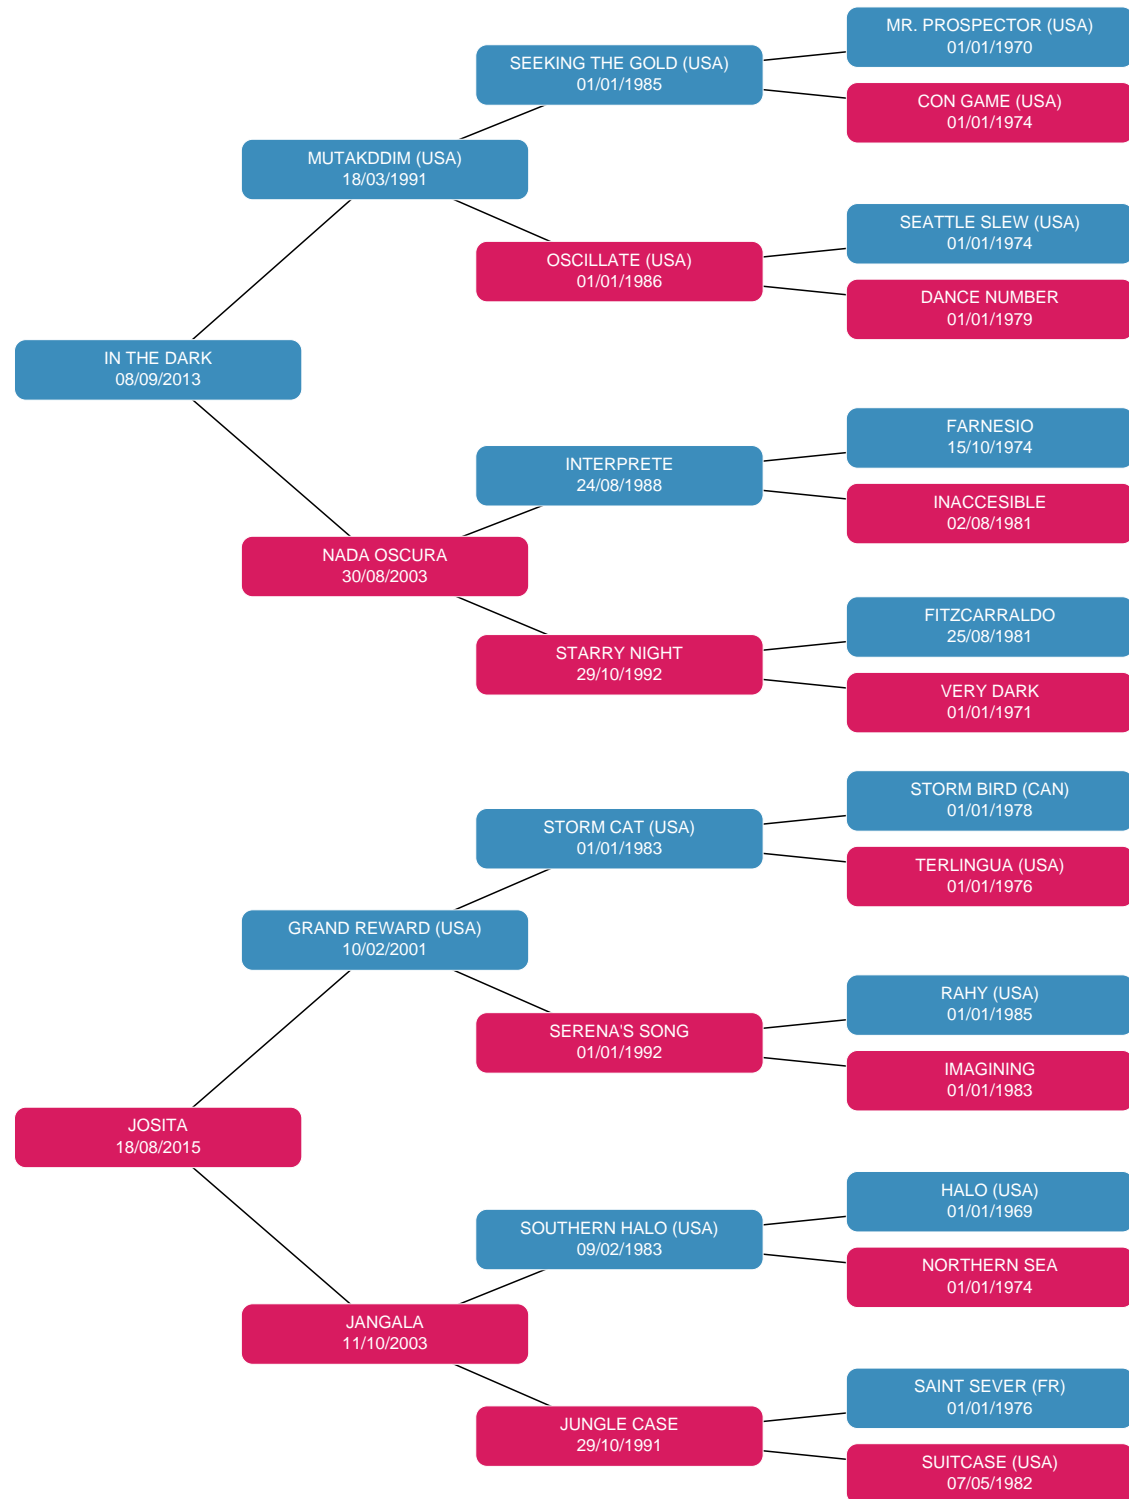 MR. PROSPECTOR (USA)
01/01/1970
SEEKING THE GOLD (USA)
01/01/1985
CON GAME (USA)
01/01/1974
MUTAKDDIM (USA)
18/03/1991
SEATTLE SLEW (USA)
01/01/1974
OSCILLATE (USA)
01/01/1986
DANCE NUMBER
01/01/1979
IN THE DARK
08/09/2013
FARNESIO
15/10/1974
INTERPRETE
24/08/1988
INACCESIBLE
02/08/1981
NADA OSCURA
30/08/2003
FITZCARRALDO
25/08/1981
STARRY NIGHT
29/10/1992
VERY DARK
01/01/1971
STORM BIRD (CAN)
01/01/1978
STORM CAT (USA)
01/01/1983
TERLINGUA (USA)
01/01/1976
GRAND REWARD (USA)
10/02/2001
RAHY (USA)
01/01/1985
SERENA'S SONG
01/01/1992
IMAGINING
01/01/1983
JOSITA
18/08/2015
HALO (USA)
01/01/1969
SOUTHERN HALO (USA)
09/02/1983
NORTHERN SEA
01/01/1974
JANGALA
11/10/2003
SAINT SEVER (FR)
01/01/1976
JUNGLE CASE
29/10/1991
SUITCASE (USA)
07/05/1982